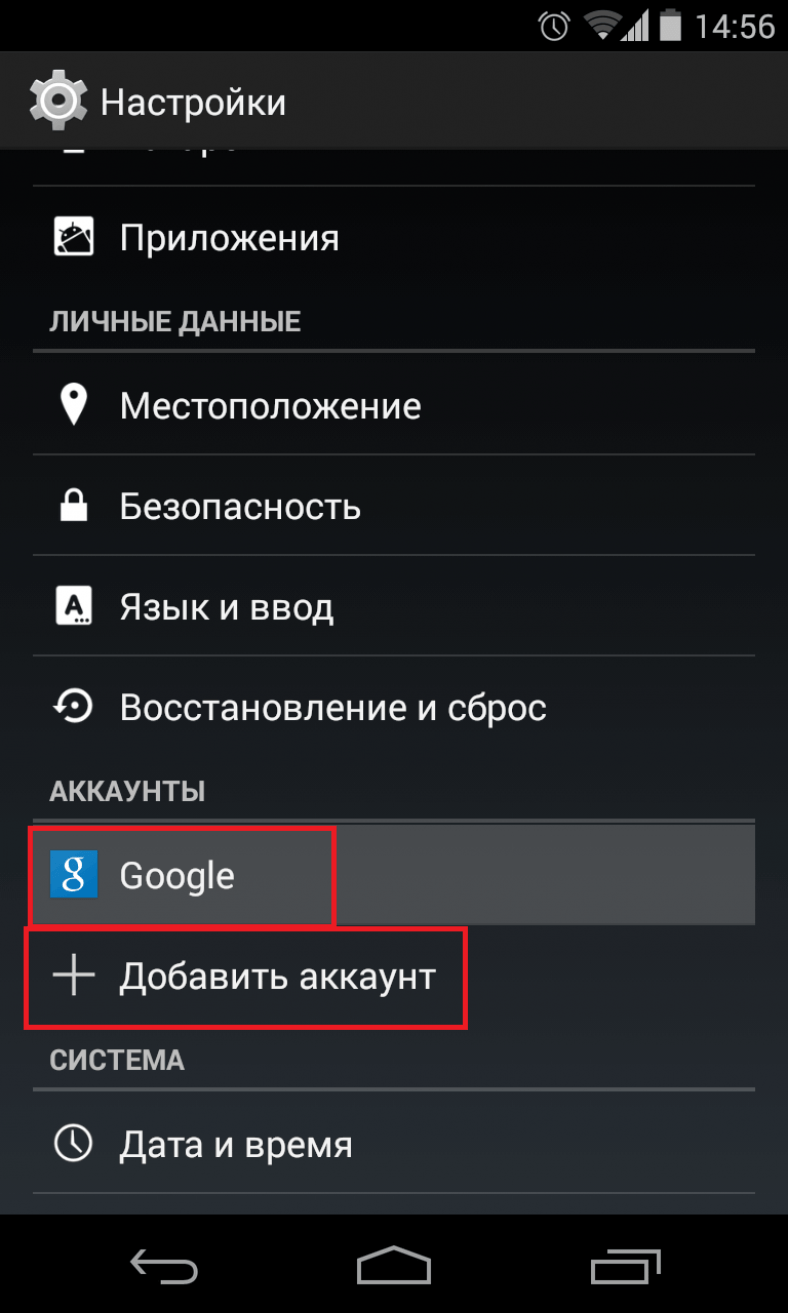 14:56
Настройки
Приложения
ЛИЧНЫЕ ДАННЫЕ
Местоположение
Безопасность
Язык и ввод
Восстановление и сброс
АККАУНТЫ
Google
Добавить аккаунт
СИСТЕМА
Дата и время